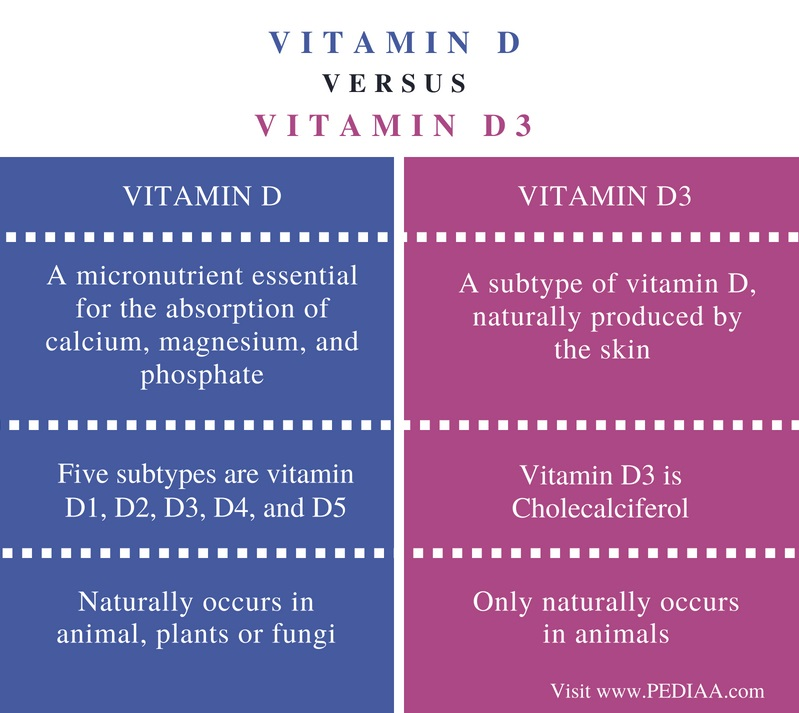 VITAMIN D
VERSUS
VITAMIN D3
VITAMIN D
A micronutrient essential
for the absorption of
calcium, magnesium, and
phosphate
Five subtypes are vitamin
D1, D2, D3, D4, and D5
Naturally occurs in
animal, plants or fungi
VITAMIN D3
A subtype of vitamin D,
naturally produced by
the skin
Vitamin D3 is
Cholecalciferol
Only naturally occurs
in animals
Visit www.PEDIAA.com